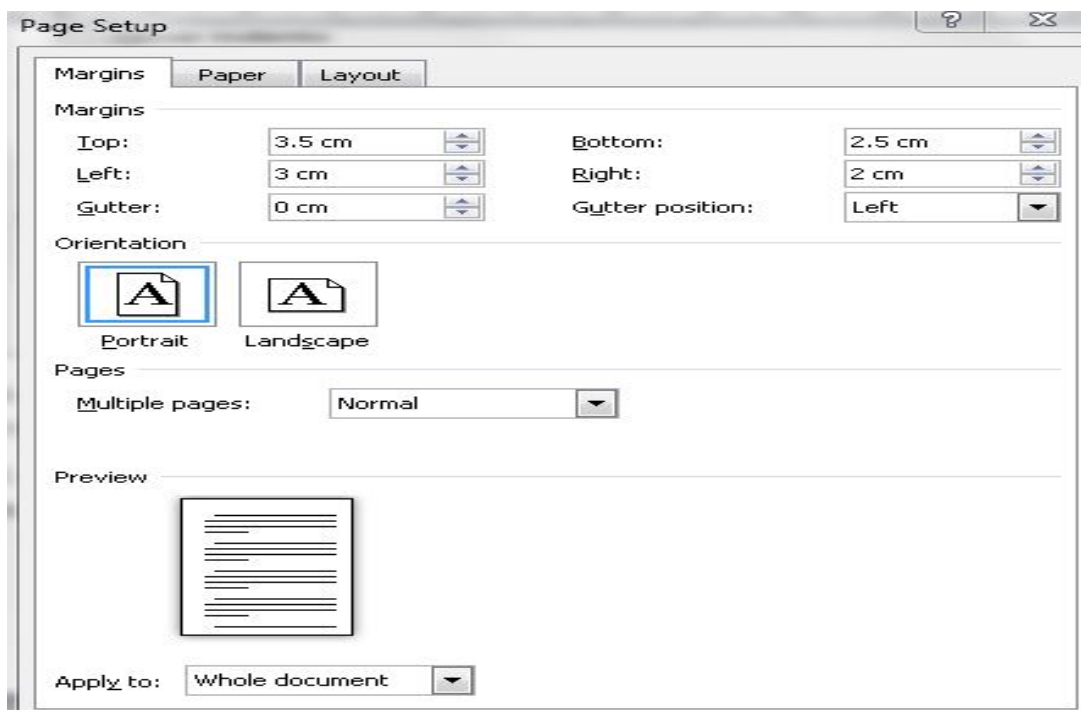 Page Setup
Margins Paper Layout
Margins
Top: 3.5 cm Bottom: 2.5 cm
Left: 3 cm Right: 2 cm
Gutter: 0 cm Gutter position: Left
Orientation
A A
Portrait Landscape
Pages
Multiple pages: Normal
Preview
Apply to: Whole document